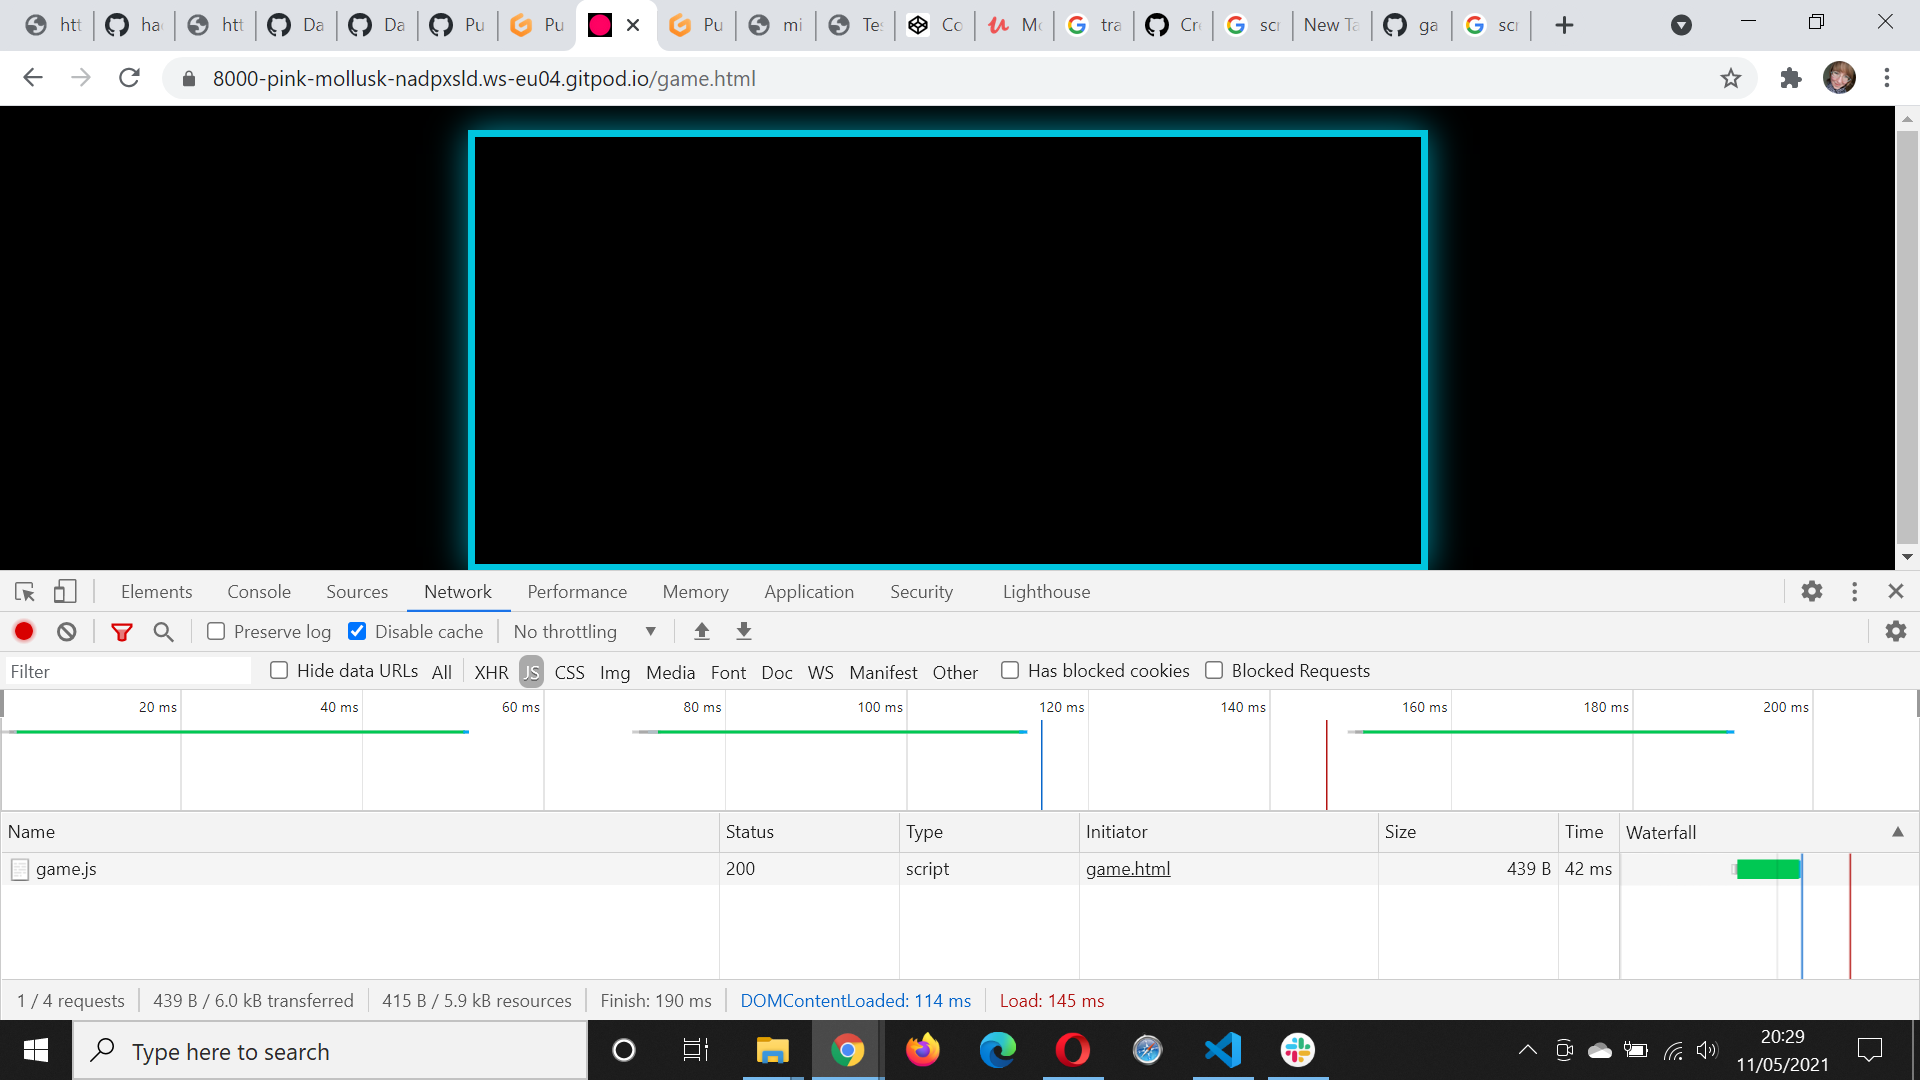 htt ha htt Da Da Pu Pu Pu mi Te Co Mo tra Cr scr New Ta ga scr
8000-pink-mollusk-nadpxsld.ws-eu04.gitpod.io/game.html
Elements Console Sources Network Performance Memory Application Security Lighthouse
Preserve log Disable cache No throttling
Filter Hide data URLs All XHR JS CSS Img Media Font Doc WS Manifest Other Has blocked cookies Blocked Requests
20 ms 40 ms 60 ms 80 ms 100 ms 120 ms 140 ms 160 ms 180 ms 200 ms
Name Status Type Initiator Size Time Waterfall
game.js 200 script game.html 439 B 42 ms
1 / 4 requests 439 B / 6.0 kB transferred 415 B / 5.9 kB resources Finish: 190 ms DOMContentLoaded: 114 ms Load: 145 ms
Type here to search
20:29
11/05/2021